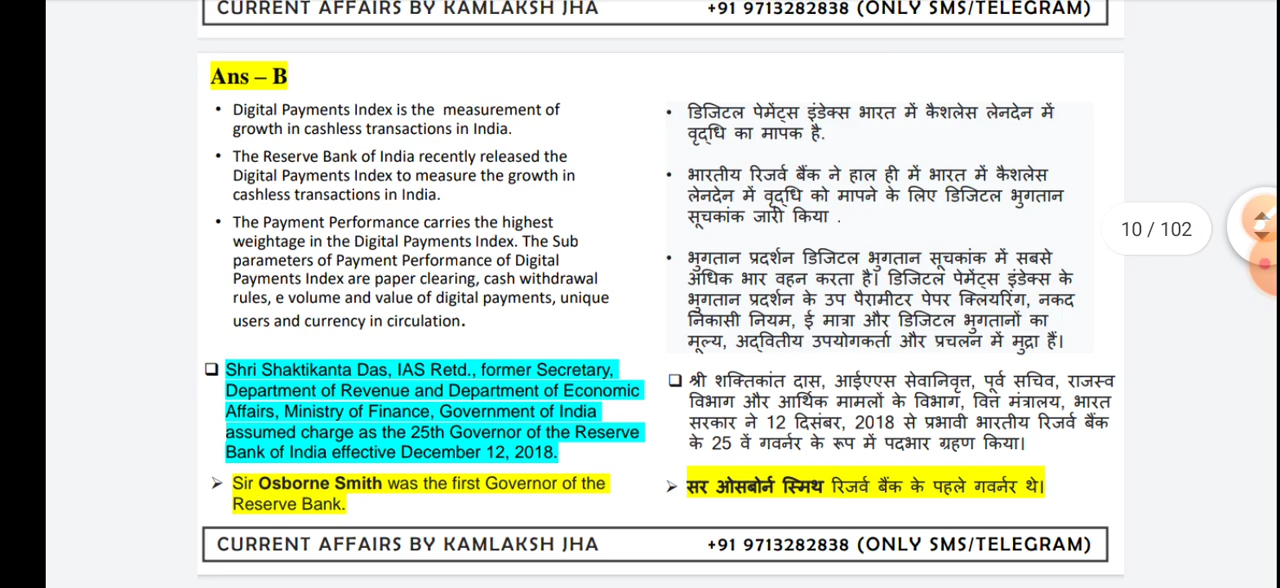 CURRENT AFFAIRS BY KAMLAKSH JHA +91 9713282838 (ONLY SMS/TELEGRAM)
Ans – B
• Digital Payments Index is the measurement of
growth in cashless transactions in India.
• The Reserve Bank of India recently released the
Digital Payments Index to measure the growth in
cashless transactions in India.
• The Payment Performance carries the highest
weightage in the Digital Payments Index. The Sub
parameters of Payment Performance of Digital
Payments Index are paper clearing, cash withdrawal
rules, e volume and value of digital payments, unique
users and currency in circulation.
❑ Shri Shaktikanta Das, IAS Retd., former Secretary,
Department of Revenue and Department of Economic
Affairs, Ministry of Finance, Government of India
assumed charge as the 25th Governor of the Reserve
Bank of India effective December 12, 2018.
➢ Sir Osborne Smith was the first Governor of the
Reserve Bank.
• डिजिटल पेमेंट्स इंडेक्स भारत में कैशलेस लेनदेन में
वृद्धि का मापक है.
• भारतीय रिजर्व बैंक ने हाल ही में भारत में कैशलेस
लेनदेन में वृद्धि को मापने के लिए डिजिटल भुगतान
सूचकांक जारी किया .
• भुगतान प्रदर्शन डिजिटल भुगतान सूचकांक में सबसे
अधिक भार वहन करता है। डिजिटल पेमेंट्स इंडेक्स के
भुगतान प्रदर्शन के उप पैरामीटर पेपर क्लियरिंग, नकद
निकासी नियम, ई मात्रा और डिजिटल भुगतानों का
मूल्य, अद्वितीय उपयोगकर्ता और प्रचलन में मुद्रा हैं।
❑ श्री शक्तिकांत दास, आईएएस सेवानिवृत्त, पूर्व सचिव, राजस्व
विभाग और आर्थिक मामलों के विभाग, वित्त मंत्रालय, भारत
सरकार ने 12 दिसंबर, 2018 से प्रभावी भारतीय रिजर्व बैंक
के 25 वें गवर्नर के रूप में पदभार ग्रहण किया।
➢ सर ओसबोर्न स्मिथ रिजर्व बैंक के पहले गवर्नर थे।
10 / 102
CURRENT AFFAIRS BY KAMLAKSH JHA +91 9713282838 (ONLY SMS/TELEGRAM)